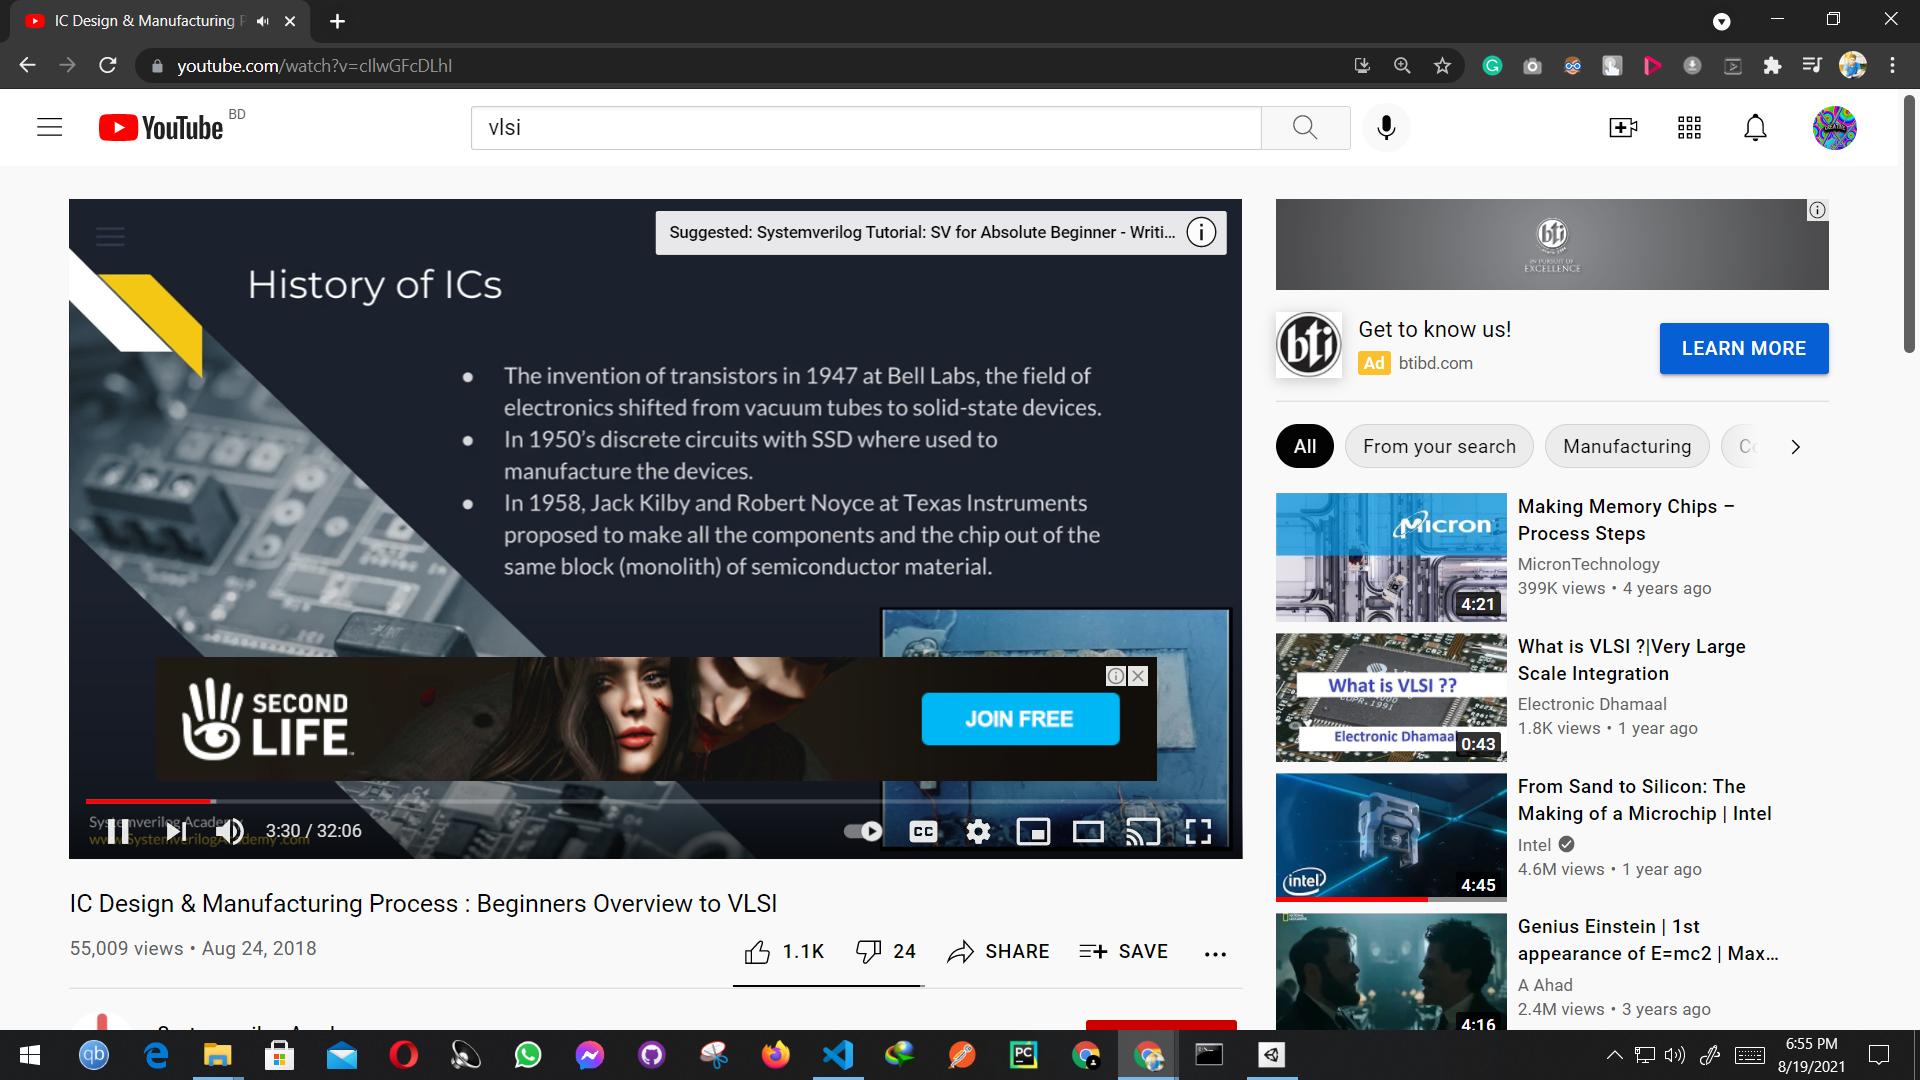 IC Design & Manufacturing P
youtube.com/watch?v=cIlwGFcDLhI
YouTube BD
vlsi
Suggested: Systemverilog Tutorial: SV for Absolute Beginner - Writi...
History of ICs
The invention of transistors in 1947 at Bell Labs, the field of
electronics shifted from vacuum tubes to solid-state devices.
In 1950's discrete circuits with SSD where used to
manufacture the devices.
In 1958, Jack Kilby and Robert Noyce at Texas Instruments
proposed to make all the components and the chip out of the
same block (monolith) of semiconductor material.
SECOND
LIFE
JOIN FREE
Systemverilog Academy
www.SystemverilogAcademy.com
3:30 / 32:06
CC
IC Design & Manufacturing Process : Beginners Overview to VLSI
55,009 views • Aug 24, 2018
1.1K
24
SHARE
SAVE
bti
IN PURSUIT OF
EXCELLENCE
bti
Get to know us!
Ad btibd.com
LEARN MORE
All
From your search
Manufacturing
Micron
4:21
Making Memory Chips –
Process Steps
MicronTechnology
399K views • 4 years ago
What is VLSI ??
Electronic Dhamaal
0:43
What is VLSI ?|Very Large
Scale Integration
Electronic Dhamaal
1.8K views • 1 year ago
intel
4:45
From Sand to Silicon: The
Making of a Microchip | Intel
Intel
4.6M views • 1 year ago
4:16
Genius Einstein | 1st
appearance of E=mc2 | Max...
A Ahad
2.4M views • 3 years ago
qb
PC
6:55 PM
8/19/2021